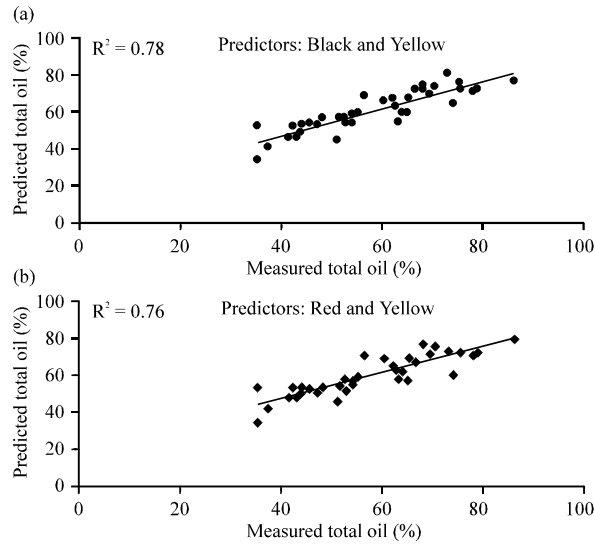 (a)
R² = 0.78 Predictors: Black and Yellow
Predicted total oil (%)
100
80
60
40
20
0
0 20 40 60 80 100
Measured total oil (%)
(b)
R² = 0.76 Predictors: Red and Yellow
Predicted total oil (%)
100
80
60
40
20
0
0 20 40 60 80 100
Measured total oil (%)